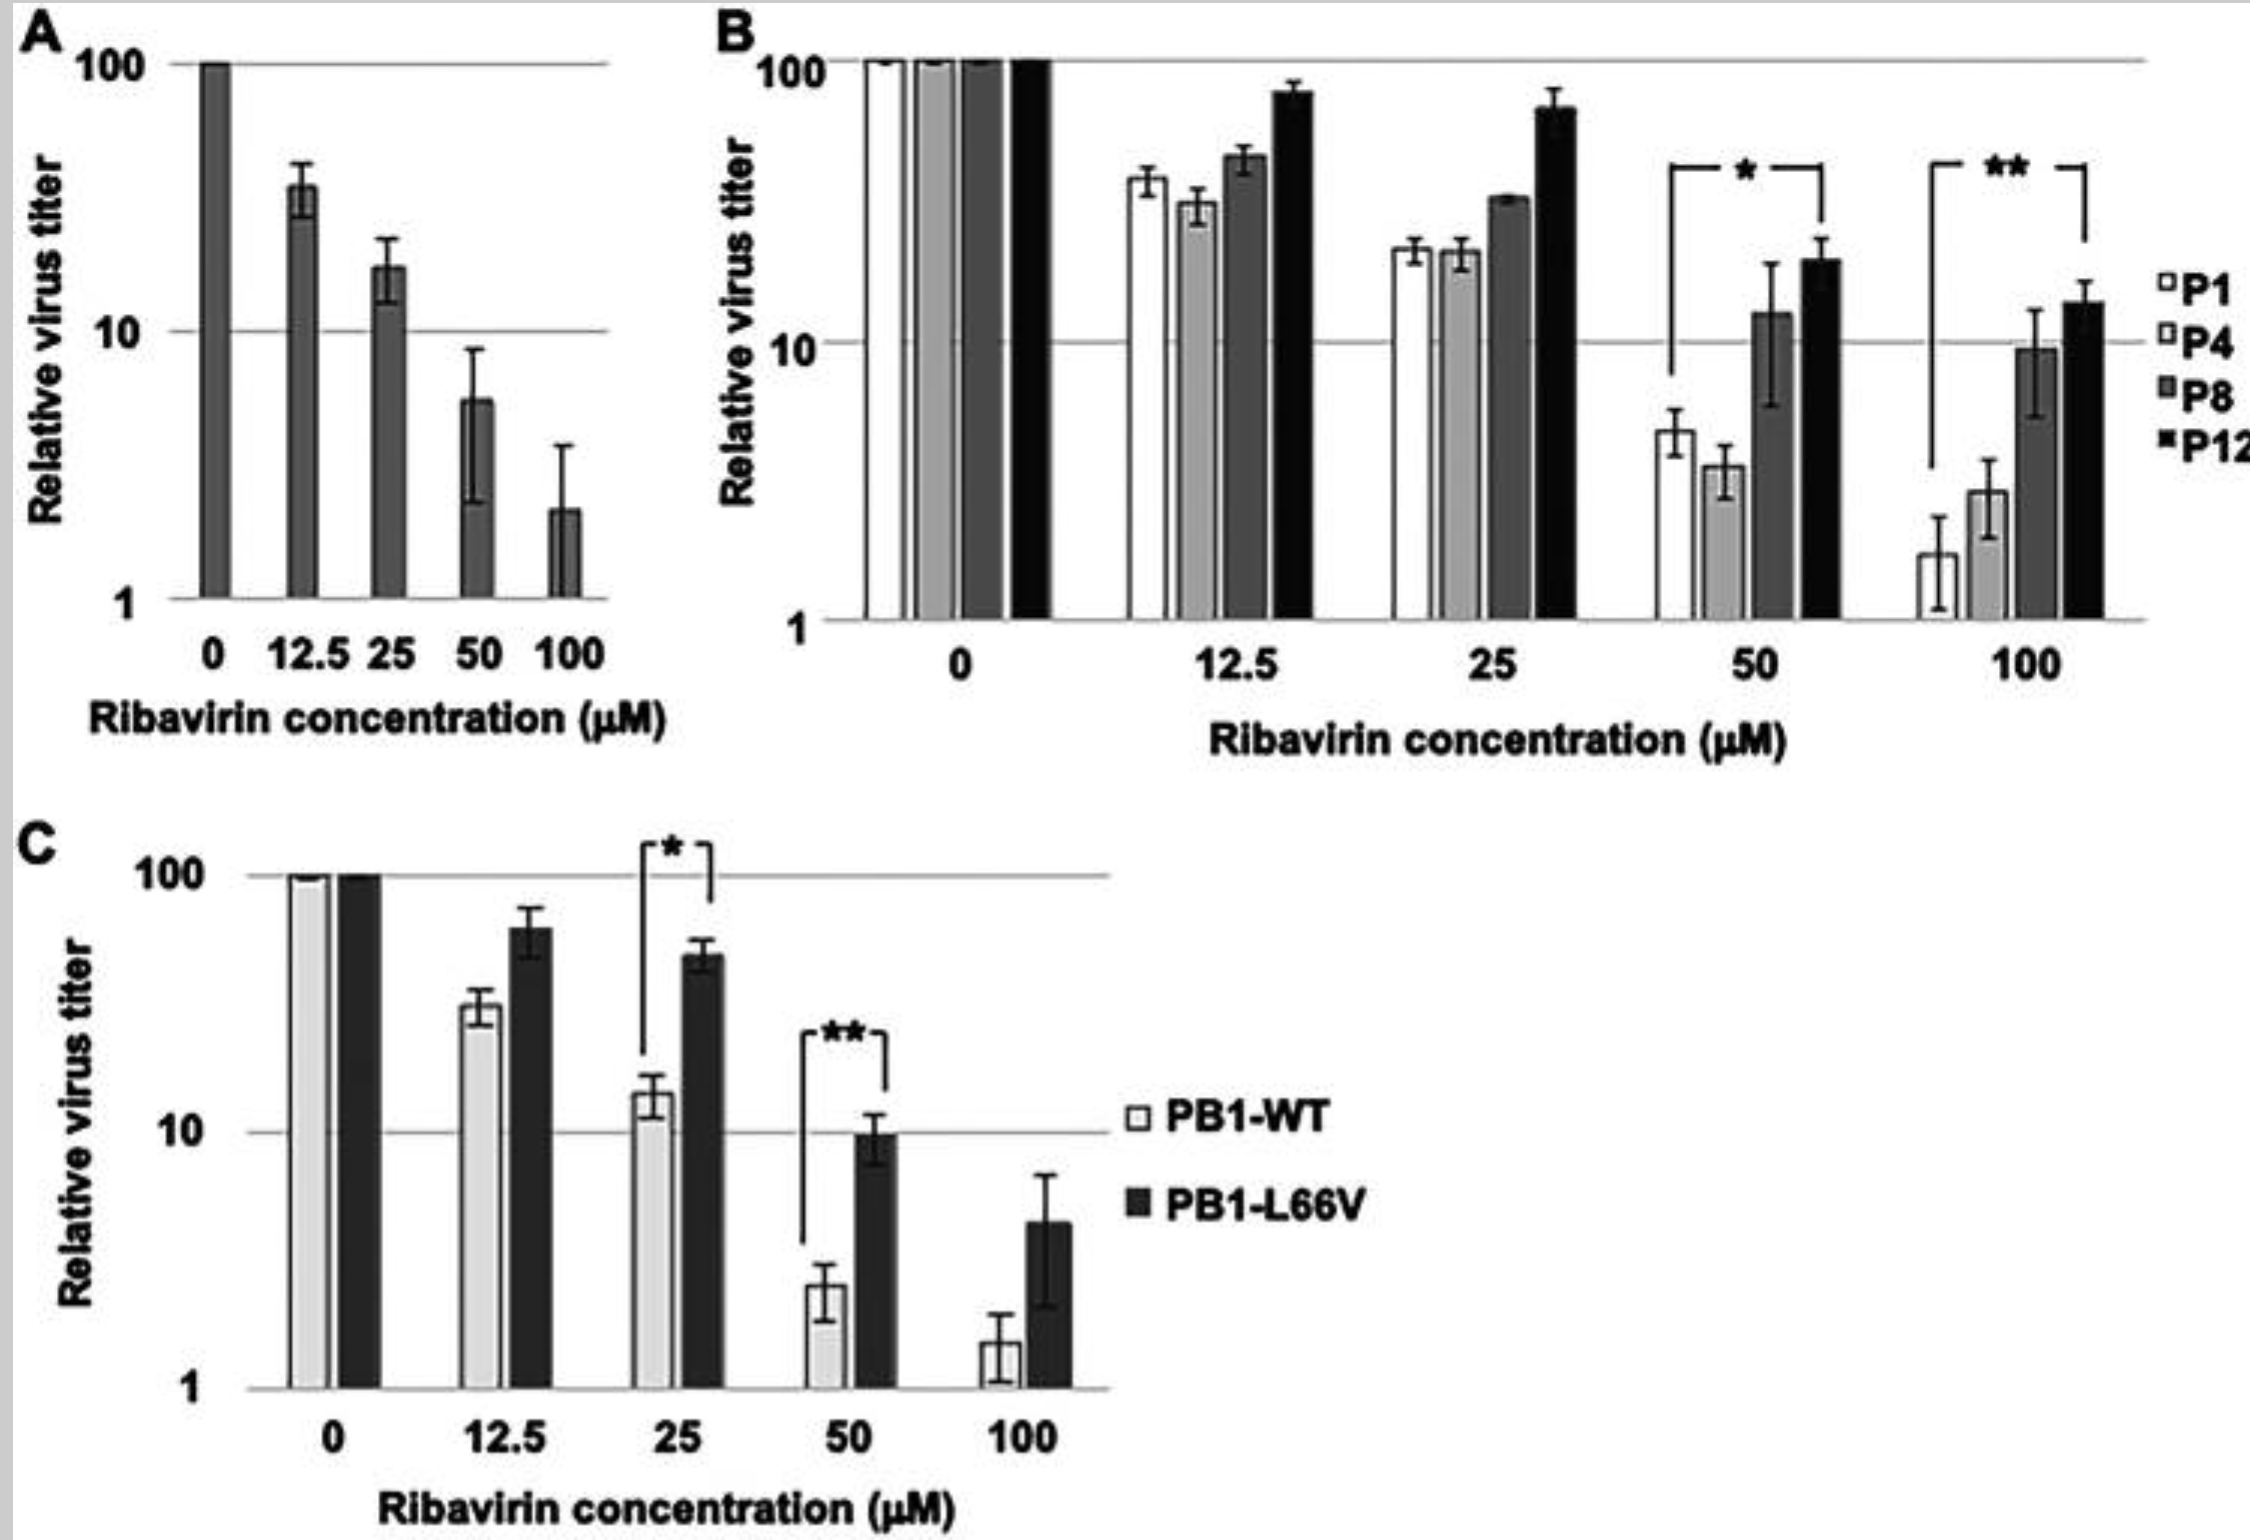 A
100
10
1
Relative virus titer
0 12.5 25 50 100
Ribavirin concentration (µM)
B
100
10
1
Relative virus titer
* **
0 12.5 25 50 100
Ribavirin concentration (µM)
P1
P4
P8
P12
C
100
10
1
Relative virus titer
* **
0 12.5 25 50 100
Ribavirin concentration (µM)
PB1-WT
PB1-L66V